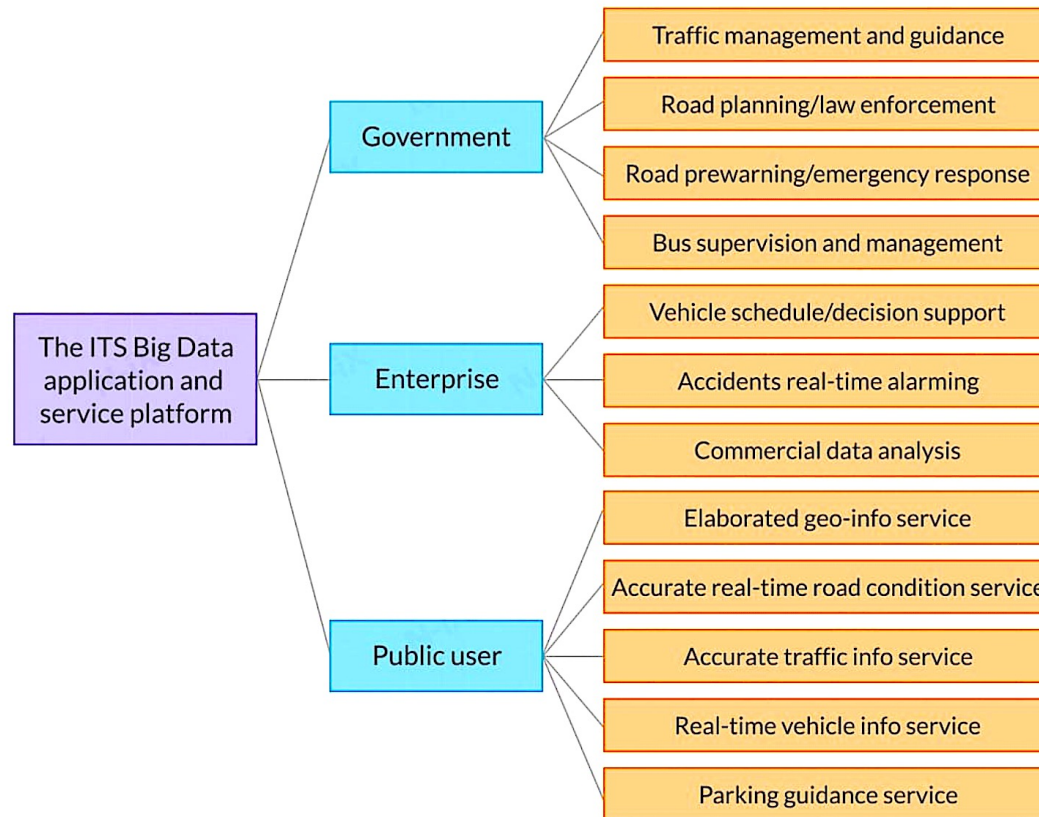 Traffic management and guidance
Road planning/law enforcement
Government
Road prewarning/emergency response
Bus supervision and management
The ITS Big Data
application and
service platform
Vehicle schedule/decision support
Enterprise
Accidents real-time alarming
Commercial data analysis
Elaborated geo-info service
Accurate real-time road condition service
Public user
Accurate traffic info service
Real-time vehicle info service
Parking guidance service